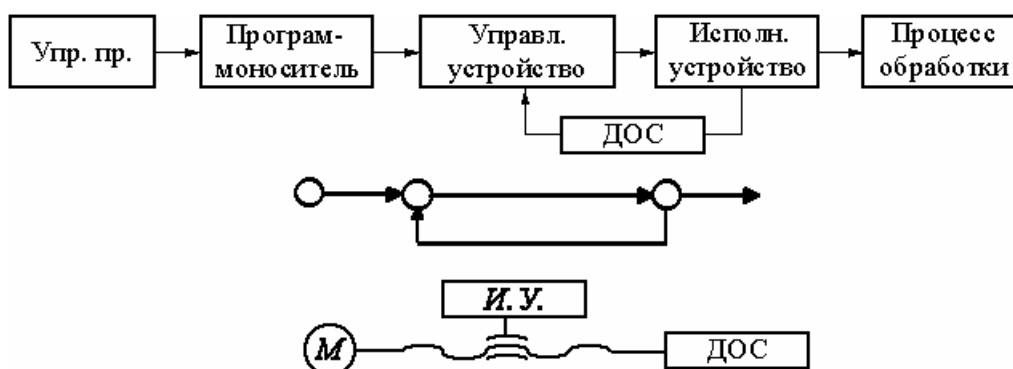 Упр. пр.
Програм-
моноситель
Управл.
устройство
Исполн.
устройство
Процесс
обработки
ДОС
И. У.
М
ДОС